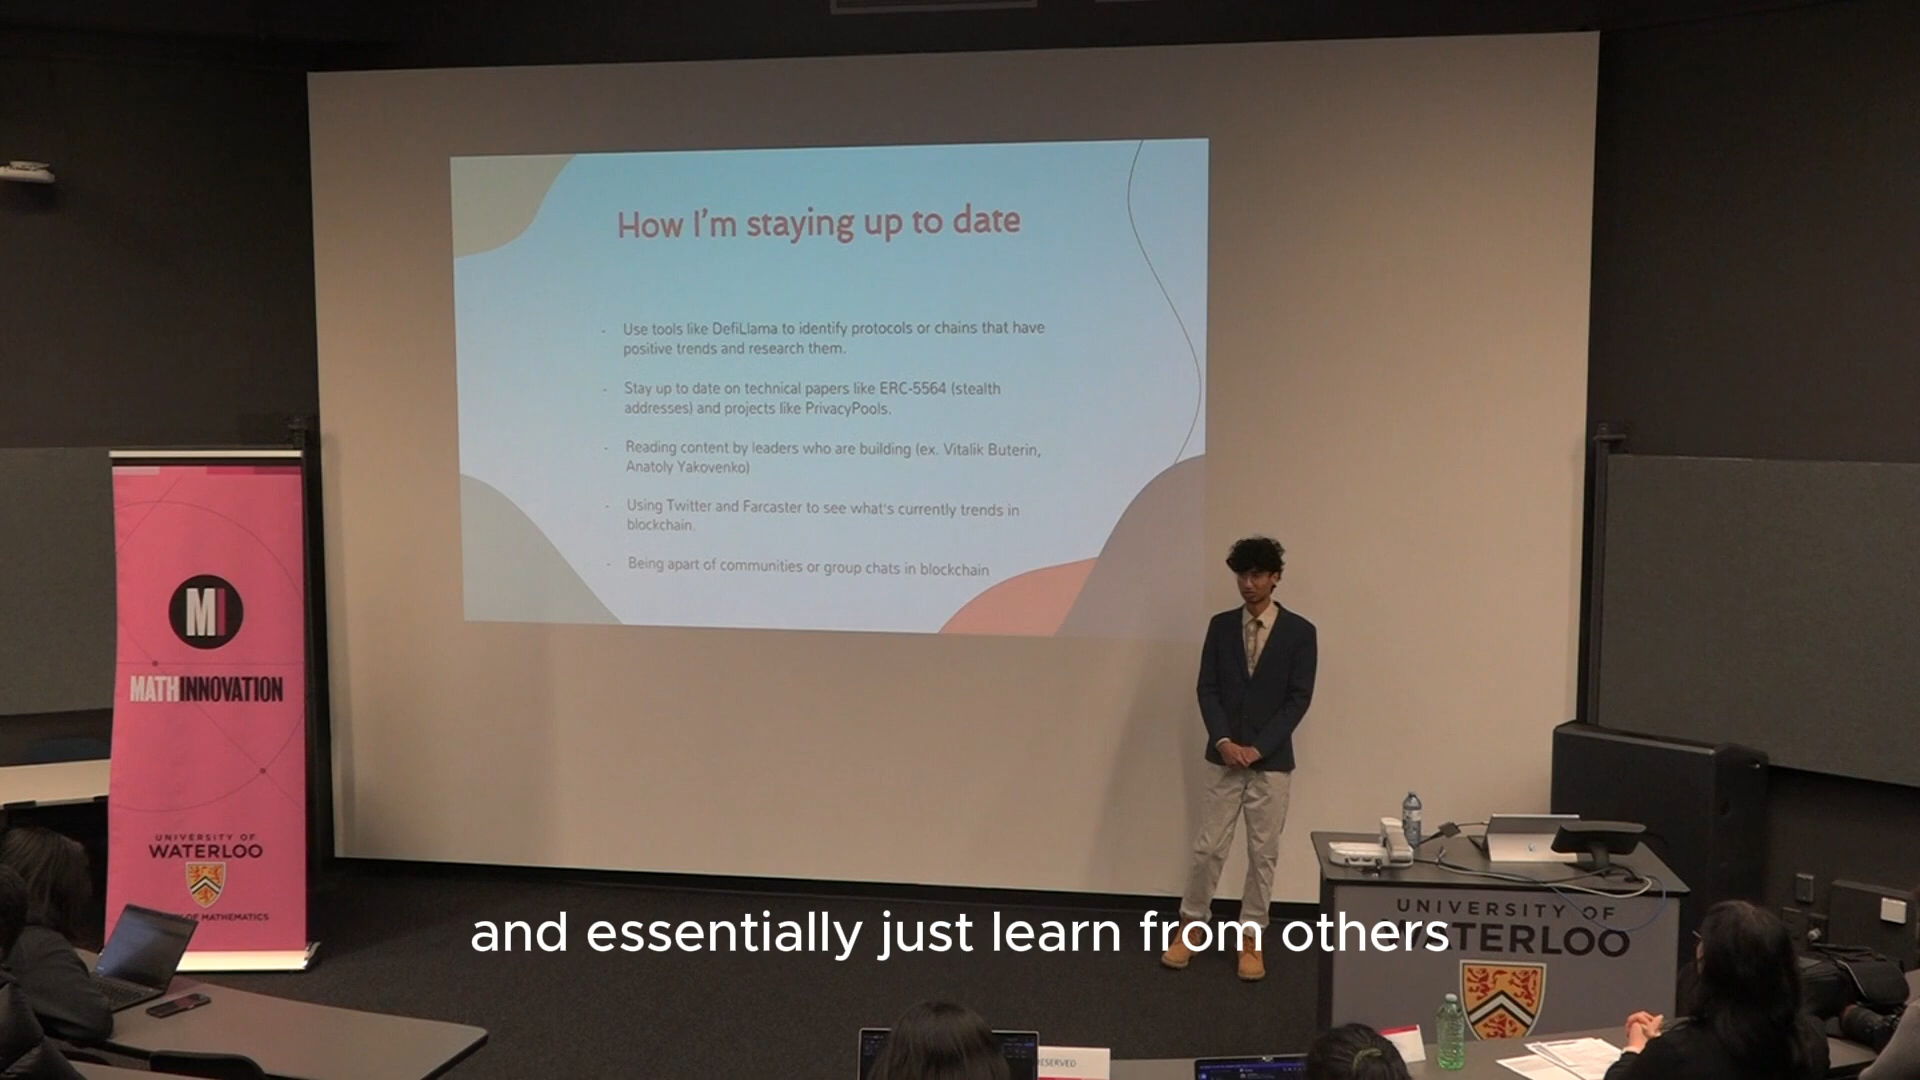 How I'm staying up to date
- Use tools like DefiLlama to identify protocols or chains that have
positive trends and research them.
- Stay up to date on technical papers like ERC-5564 (stealth
addresses) and projects like PrivacyPools.
- Reading content by leaders who are building (ex. Vitalik Buterin,
Anatoly Yakovenko)
- Using Twitter and Farcaster to see what's currently trends in
blockchain.
- Being apart of communities or group chats in blockchain
MI
MATHINNOVATION
UNIVERSITY OF
WATERLOO
OF MATHEMATICS
and essentially just learn from others
UNIVERSITY OF
WATERLOO
RESERVED